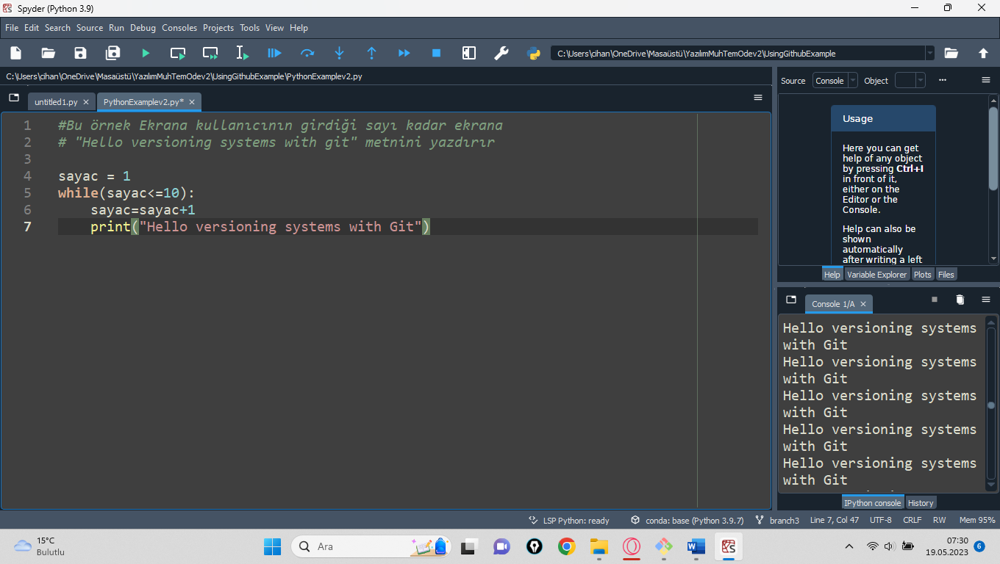 Spyder (Python 3.9)
File Edit Search Source Run Debug Consoles Projects Tools View Help
C:\Users\cihan\OneDrive\Masaüstü\YazılımMuhTemOdev2\UsingGithubExample
C:\Users\cihan\OneDrive\Masaüstü\YazılımMuhTemOdev2\UsingGithubExample\PythonExamplev2.py
untitled1.py
PythonExamplev2.py*
1 #Bu örnek Ekrana kullanıcının girdiği sayı kadar ekrana
2 # "Hello versioning systems with git" metnini yazdırır
3
4 sayac = 1
5 while(sayac<=10):
6 sayac=sayac+1
7 print("Hello versioning systems with Git")
Source Console Object
Usage
Here you can get
help of any object
by pressing Ctrl+I
in front of it,
either on the
Editor or the
Console.
Help can also be
shown
automatically
after writing a left
Help Variable Explorer Plots Files
Console 1/A
Hello versioning systems
with Git
Hello versioning systems
with Git
Hello versioning systems
with Git
Hello versioning systems
with Git
Hello versioning systems
with Git
IPython console History
LSP Python: ready conda: base (Python 3.9.7) branch3 Line 7, Col 47 UTF-8 CRLF RW Mem 95%
15°C
Bulutlu
Ara
07:30
19.05.2023
6